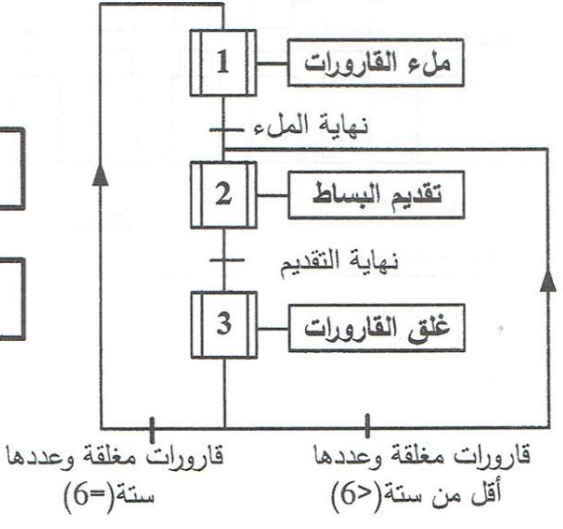 1
ملء القارورات
نهاية الملء
2
تقديم البساط
نهاية التقديم
3
غلق القارورات
قارورات مغلقة وعددها
أقل من ستة(<6)
قارورات مغلقة وعددها
ستة(=6)